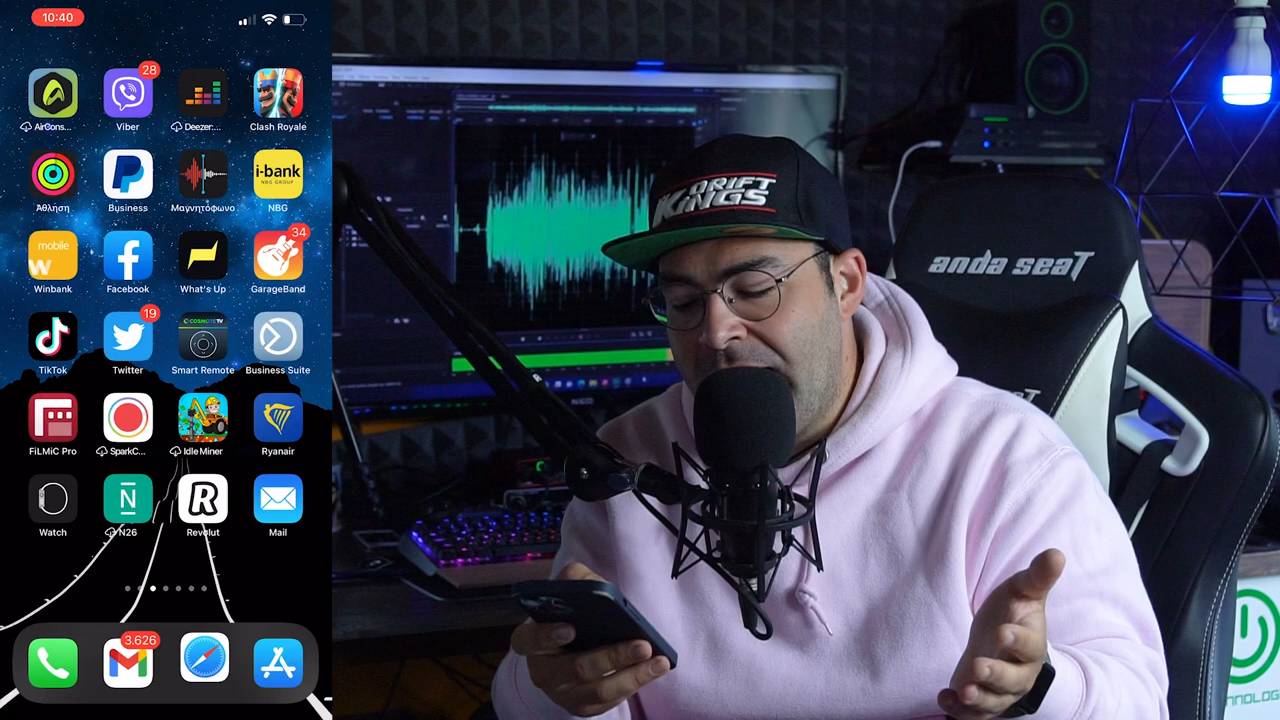 10:40
28
AirCons...
Viber
Deezer:...
Clash Royale
i-bank
NBG GROUP
Άθληση
Business
Μαγνητόφωνο
NBG
mobile
w
34
Winbank
Facebook
What's Up
GarageBand
19
COSMOTE TV
TikTok
Twitter
Smart Remote
Business Suite
FiLMiC Pro
SparkC...
Idle Miner
Ryanair
N
R
Watch
N26
Revolut
Mail
3.626
DRIFT
KINGS
anda seaT